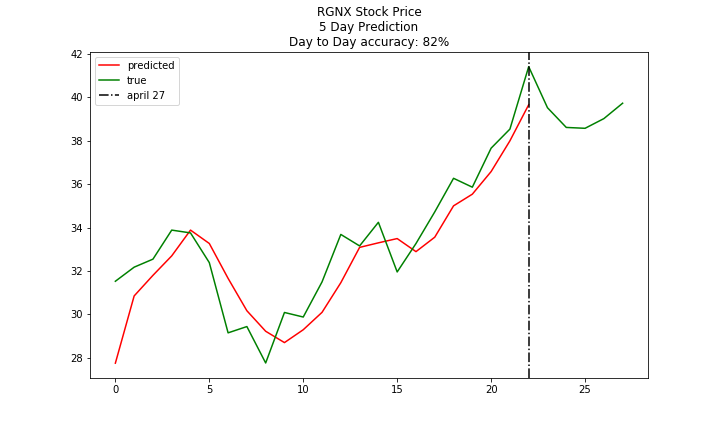 RGNX Stock Price
5 Day Prediction
Day to Day accuracy: 82%
predicted
true
april 27
42
40
38
36
34
32
30
28
0 5 10 15 20 25